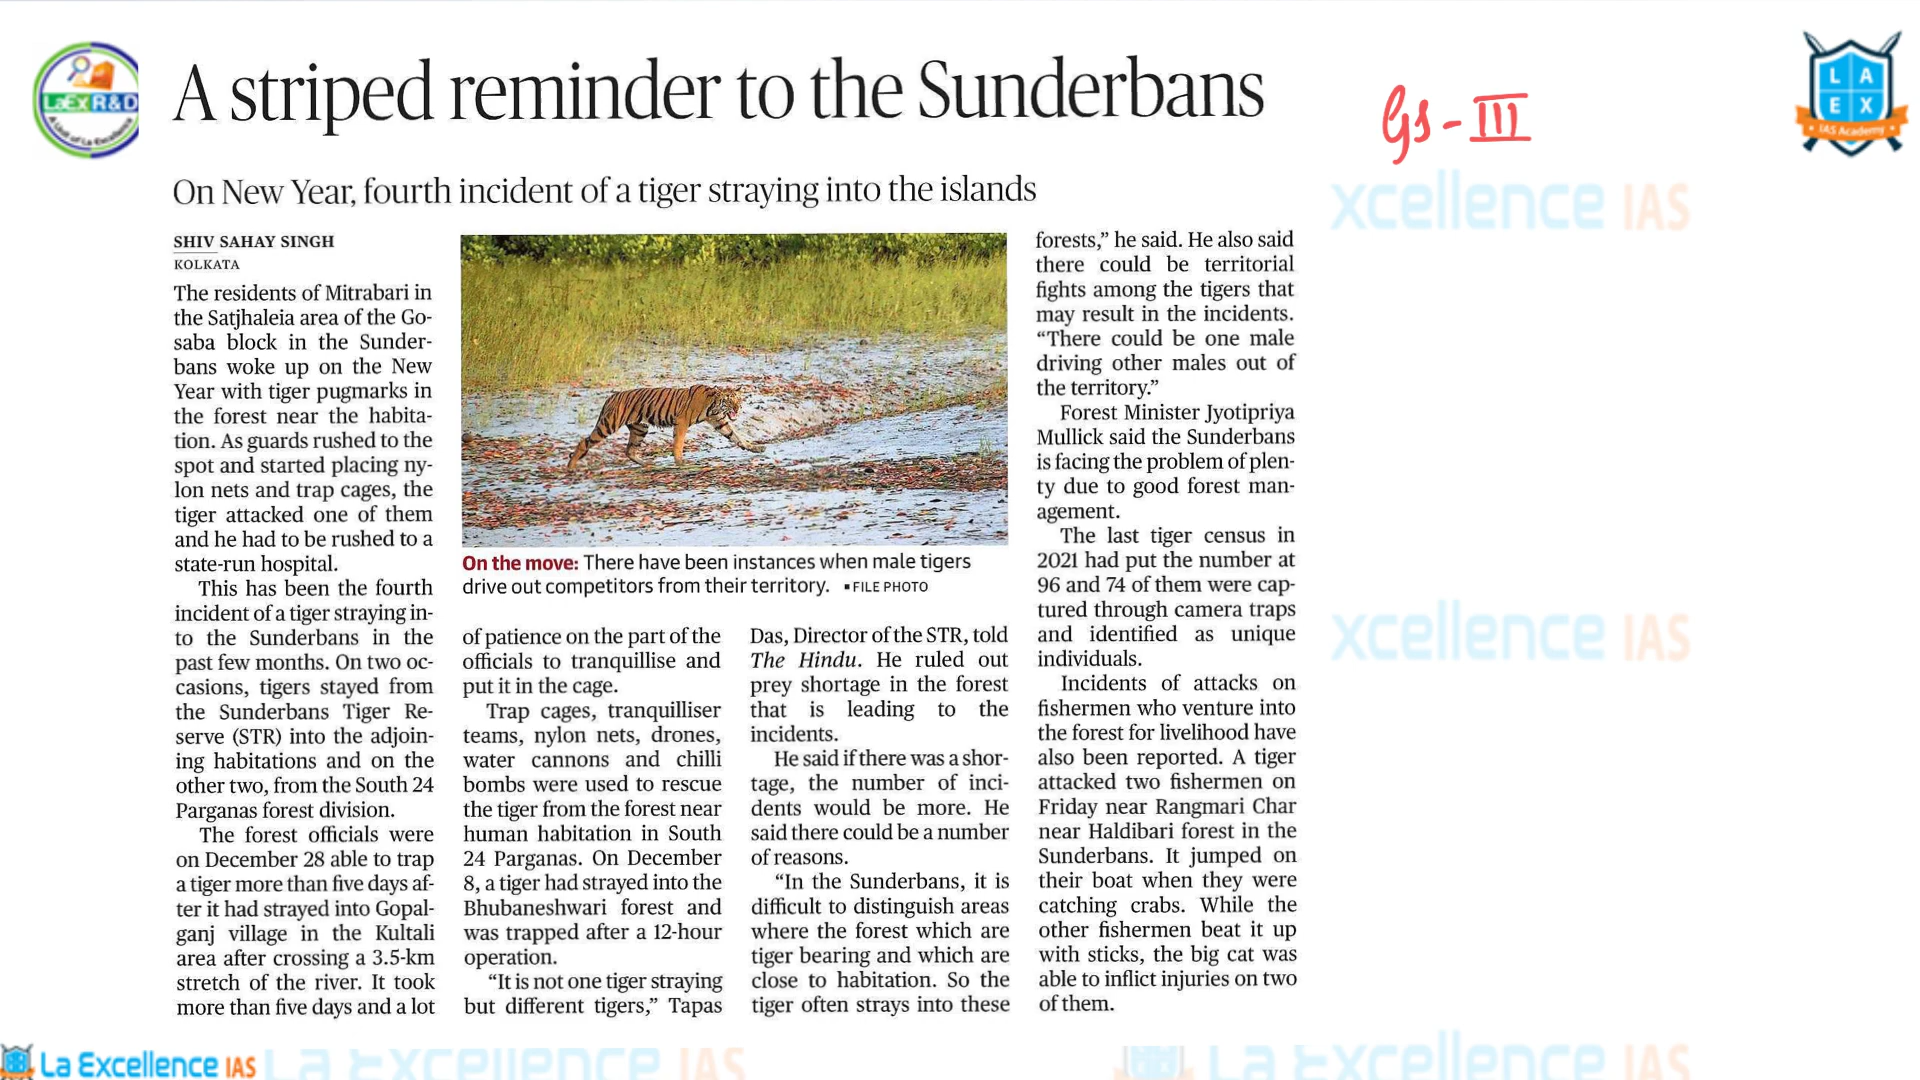 A striped reminder to the Sunderbans
GS - III
LaEx R&D
A Unit of La Excellence
L A
E X
IAS Academy
On New Year, fourth incident of a tiger straying into the islands
xcellence IAS
SHIV SAHAY SINGH
KOLKATA
The residents of Mitrabari in
the Satjhaleia area of the Go-
saba block in the Sunder-
bans woke up on the New
Year with tiger pugmarks in
the forest near the habita-
tion. As guards rushed to the
spot and started placing ny-
lon nets and trap cages, the
tiger attacked one of them
and he had to be rushed to a
state-run hospital.
This has been the fourth
incident of a tiger straying in-
to the Sunderbans in the
past few months. On two oc-
casions, tigers stayed from
the Sunderbans Tiger Re-
serve (STR) into the adjoin-
ing habitations and on the
other two, from the South 24
Parganas forest division.
The forest officials were
on December 28 able to trap
a tiger more than five days af-
ter it had strayed into Gopal-
ganj village in the Kultali
area after crossing a 3.5-km
stretch of the river. It took
more than five days and a lot
On the move: There have been instances when male tigers
drive out competitors from their territory. ▪ FILE PHOTO
of patience on the part of the
officials to tranquillise and
put it in the cage.
Trap cages, tranquilliser
teams, nylon nets, drones,
water cannons and chilli
bombs were used to rescue
the tiger from the forest near
human habitation in South
24 Parganas. On December
8, a tiger had strayed into the
Bhubaneshwari forest and
was trapped after a 12-hour
operation.
“It is not one tiger straying
but different tigers,” Tapas
Das, Director of the STR, told
The Hindu. He ruled out
prey shortage in the forest
that is leading to the
incidents.
He said if there was a shor-
tage, the number of inci-
dents would be more. He
said there could be a number
of reasons.
“In the Sunderbans, it is
difficult to distinguish areas
where the forest which are
tiger bearing and which are
close to habitation. So the
tiger often strays into these
forests,” he said. He also said
there could be territorial
fights among the tigers that
may result in the incidents.
“There could be one male
driving other males out of
the territory.”
Forest Minister Jyotipriya
Mullick said the Sunderbans
is facing the problem of plen-
ty due to good forest man-
agement.
The last tiger census in
2021 had put the number at
96 and 74 of them were cap-
tured through camera traps
and identified as unique
individuals.
Incidents of attacks on
fishermen who venture into
the forest for livelihood have
also been reported. A tiger
attacked two fishermen on
Friday near Rangmari Char
near Haldibari forest in the
Sunderbans. It jumped on
their boat when they were
catching crabs. While the
other fishermen beat it up
with sticks, the big cat was
able to inflict injuries on two
of them.
xcellence IAS
La Excellence IAS
La Excellence IAS
La Excellence IAS